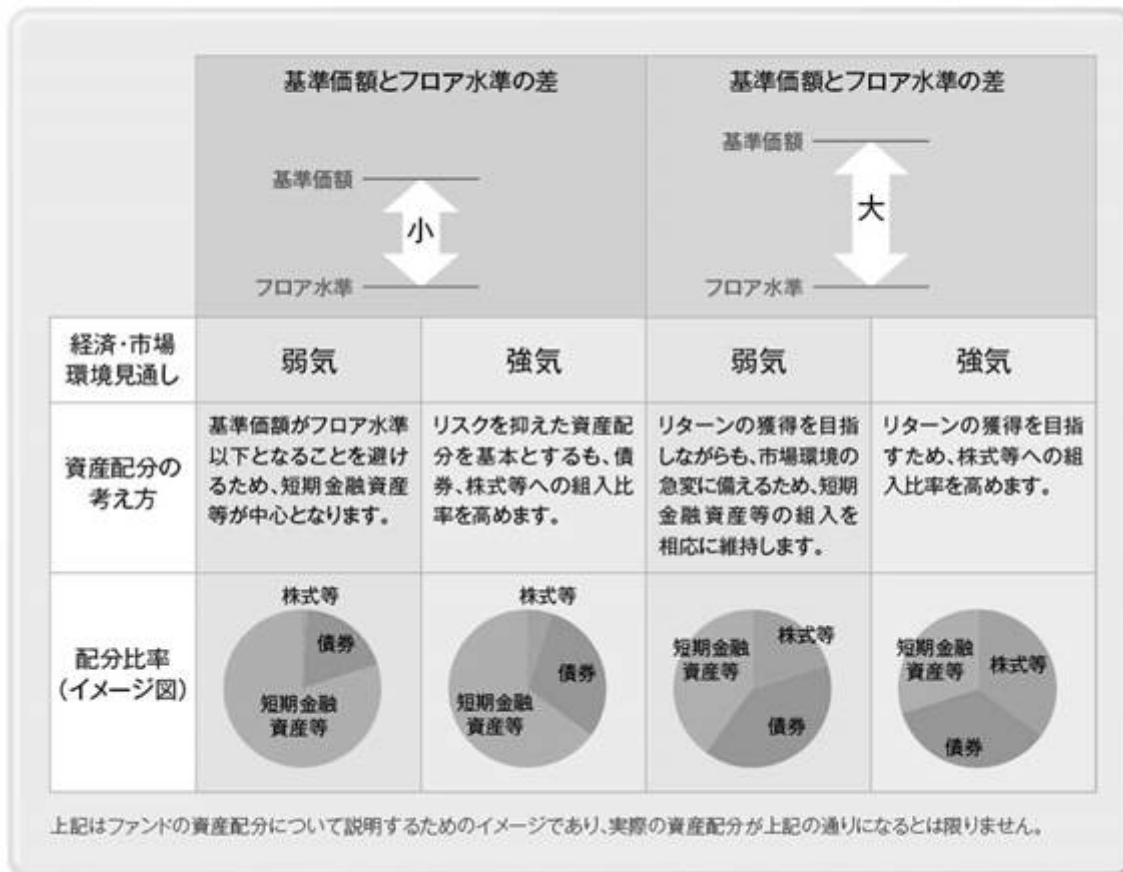 基準価額とフロア水準の差
基準価額とフロア水準の差
基準価額
小
フロア水準
基準価額
大
フロア水準
経済・市場
環境見通し
弱気
強気
弱気
強気
資産配分の
考え方
基準価額がフロア水準
以下となることを避け
るため、短期金融資産
等が中心となります。
リスクを抑えた資産配
分を基本とするも、債
券、株式等への組入比
率を高めます。
リターンの獲得を目指
しながらも、市場環境の
急変に備えるため、短期
金融資産等の組入を
相応に維持します。
リターンの獲得を目指
すため、株式等への組
入比率を高めます。
配分比率
（イメージ図）
株式等
債券
短期金融
資産等
株式等
債券
短期金融
資産等
短期金融
資産等
株式等
債券
短期金融
資産等
株式等
債券
上記はファンドの資産配分について説明するためのイメージであり、実際の資産配分が上記の通りになるとは限りません。